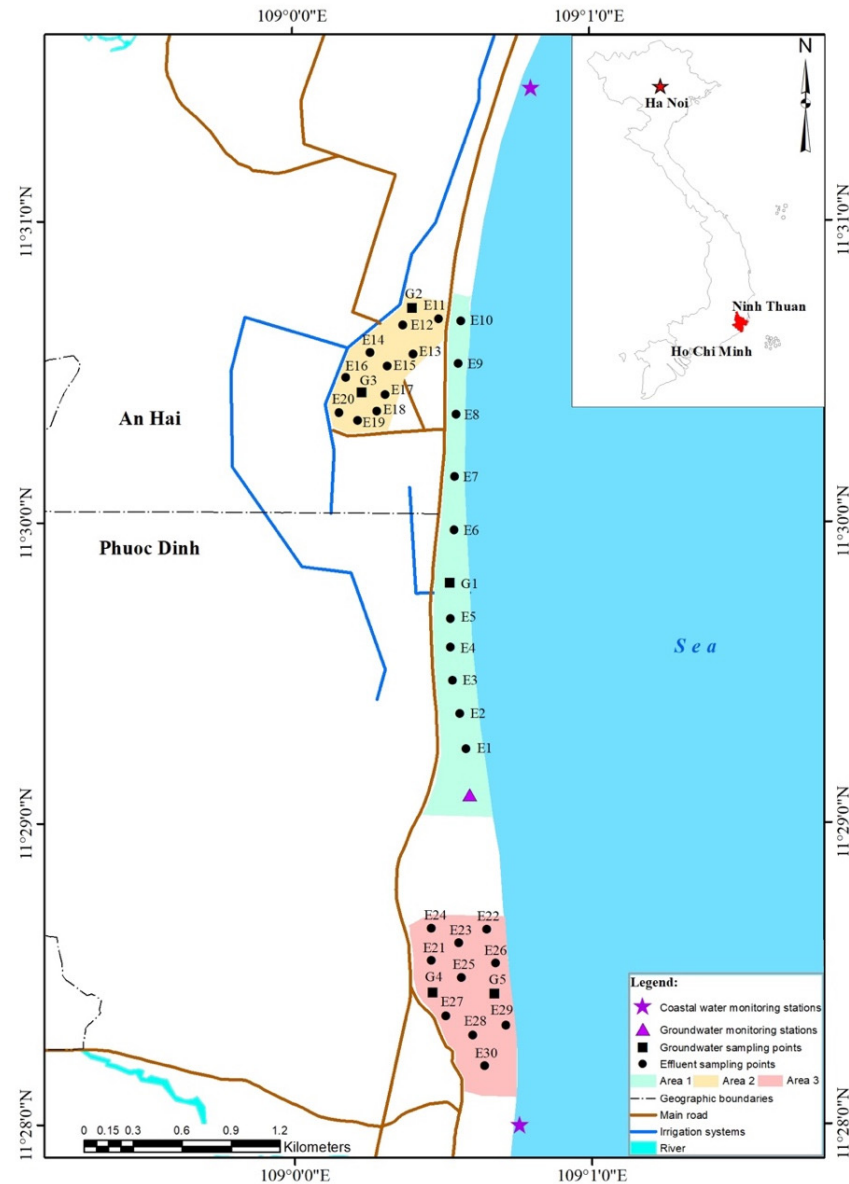 109°0'0"E
109°1'0"E
N
Ha Noi
11°31'0"N
11°31'0"N
Ninh Thuan
Ho Chi Minh
G2
E11
E10
E12
E14
E13
E9
E16
E15
G3
E17
E20
E18
E19
E8
An Hai
E7
11°30'0"N
11°30'0"N
E6
Phuoc Dinh
G1
E5
E4
Sea
E3
E2
E1
11°29'0"N
11°29'0"N
E24
E22
E23
E21
E26
E25
G4
G5
E27
E29
E28
E30
Legend:
Coastal water monitoring stations
Groundwater monitoring stations
Groundwater sampling points
Effluent sampling points
Area 1
Area 2
Area 3
Geographic boundaries
Main road
Irrigation systems
River
11°28'0"N
11°28'0"N
0 0.15 0.3 0.6 0.9 1.2
Kilometers
109°0'0"E
109°1'0"E